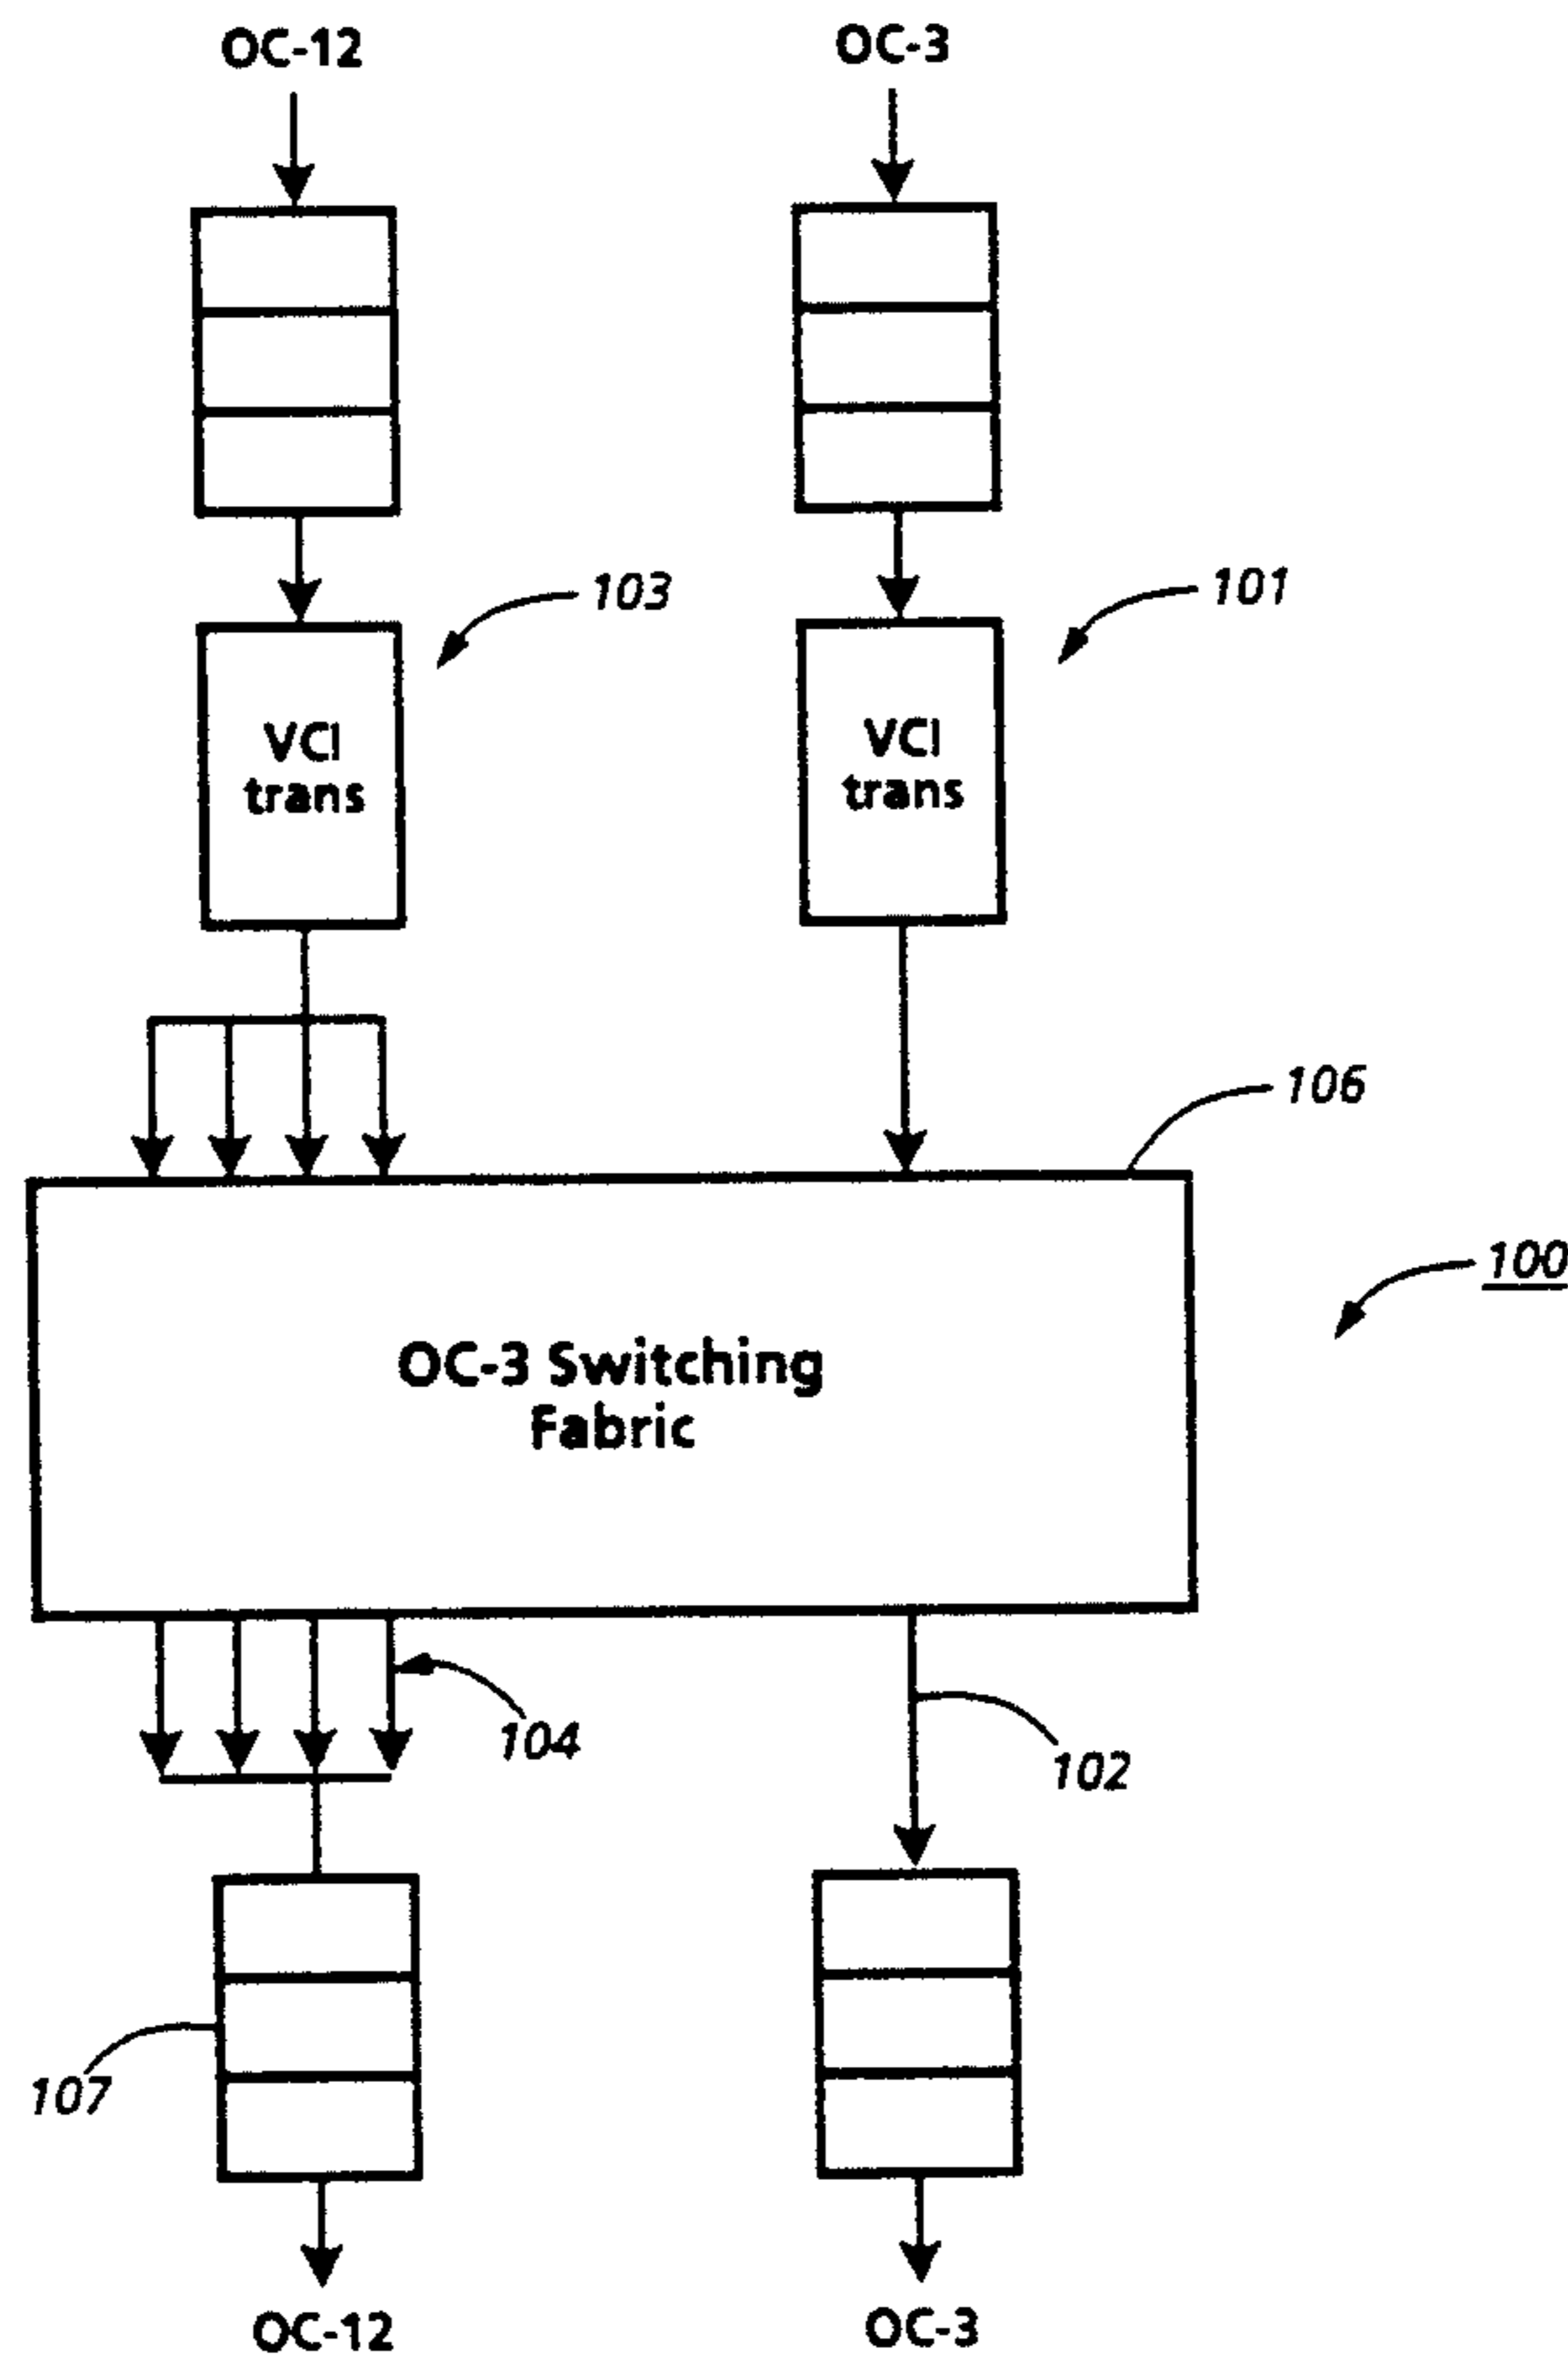 OC-12
OC-3
103
101
VCI
trans
VCI
trans
106
100
OC-3 Switching
Fabric
104
102
107
OC-12
OC-3